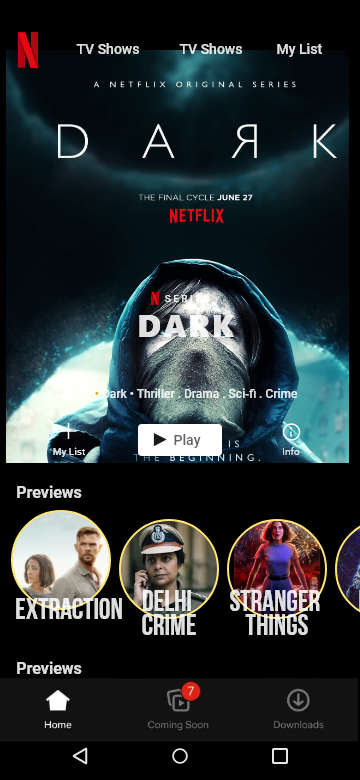 N TV Shows TV Shows My List
A NETFLIX ORIGINAL SERIES
DARK
THE FINAL CYCLE JUNE 27
NETFLIX
N SERI
DARK
Dark • Thriller . Drama . Sci-fi . Crime
My List Play Info
IS
THE BEGINNING.
Previews
EXTRACTION
DELHI
CRIME
STRANGER
THINGS
Previews
7
Home Coming Soon Downloads